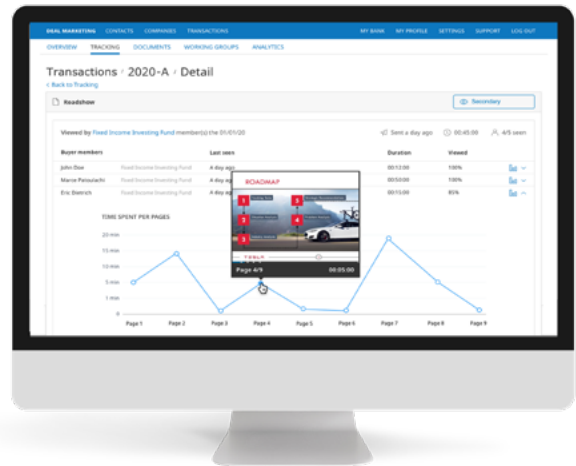 DEAL MARKETING CONTACTS COMPANIES TRANSACTIONS MY BANK MY PROFILE SETTINGS SUPPORT LOG OUT
OVERVIEW TRACKING DOCUMENTS WORKING GROUPS ANALYTICS
Transactions / 2020-A / Detail
< Back to Tracking
Roadshow Secondary
Viewed by Fixed Income Investing Fund member(s) the 01/01/20 Sent a day ago 00:45:00 4/5 seen
Buyer members Last seen Duration Viewed
John Doe Fixed Income Investing Fund A day ago 00:12:00 100%
Fixed Income Investing Fund A day ago 00:50:00 100%
Eric Dietrich Fixed Income Investing Fund A day ago 00:15:00 85%
ROADMAP
TIME SPENT PER PAGES
1 5
2 4
3
TESLA
Page 4/9 00:05:00
20 min
15 min
10 min
5 min
1 min
0
Page 1 Page 2 Page 3 Page 4 Page 5 Page 6 Page 7 Page 8 Page 9